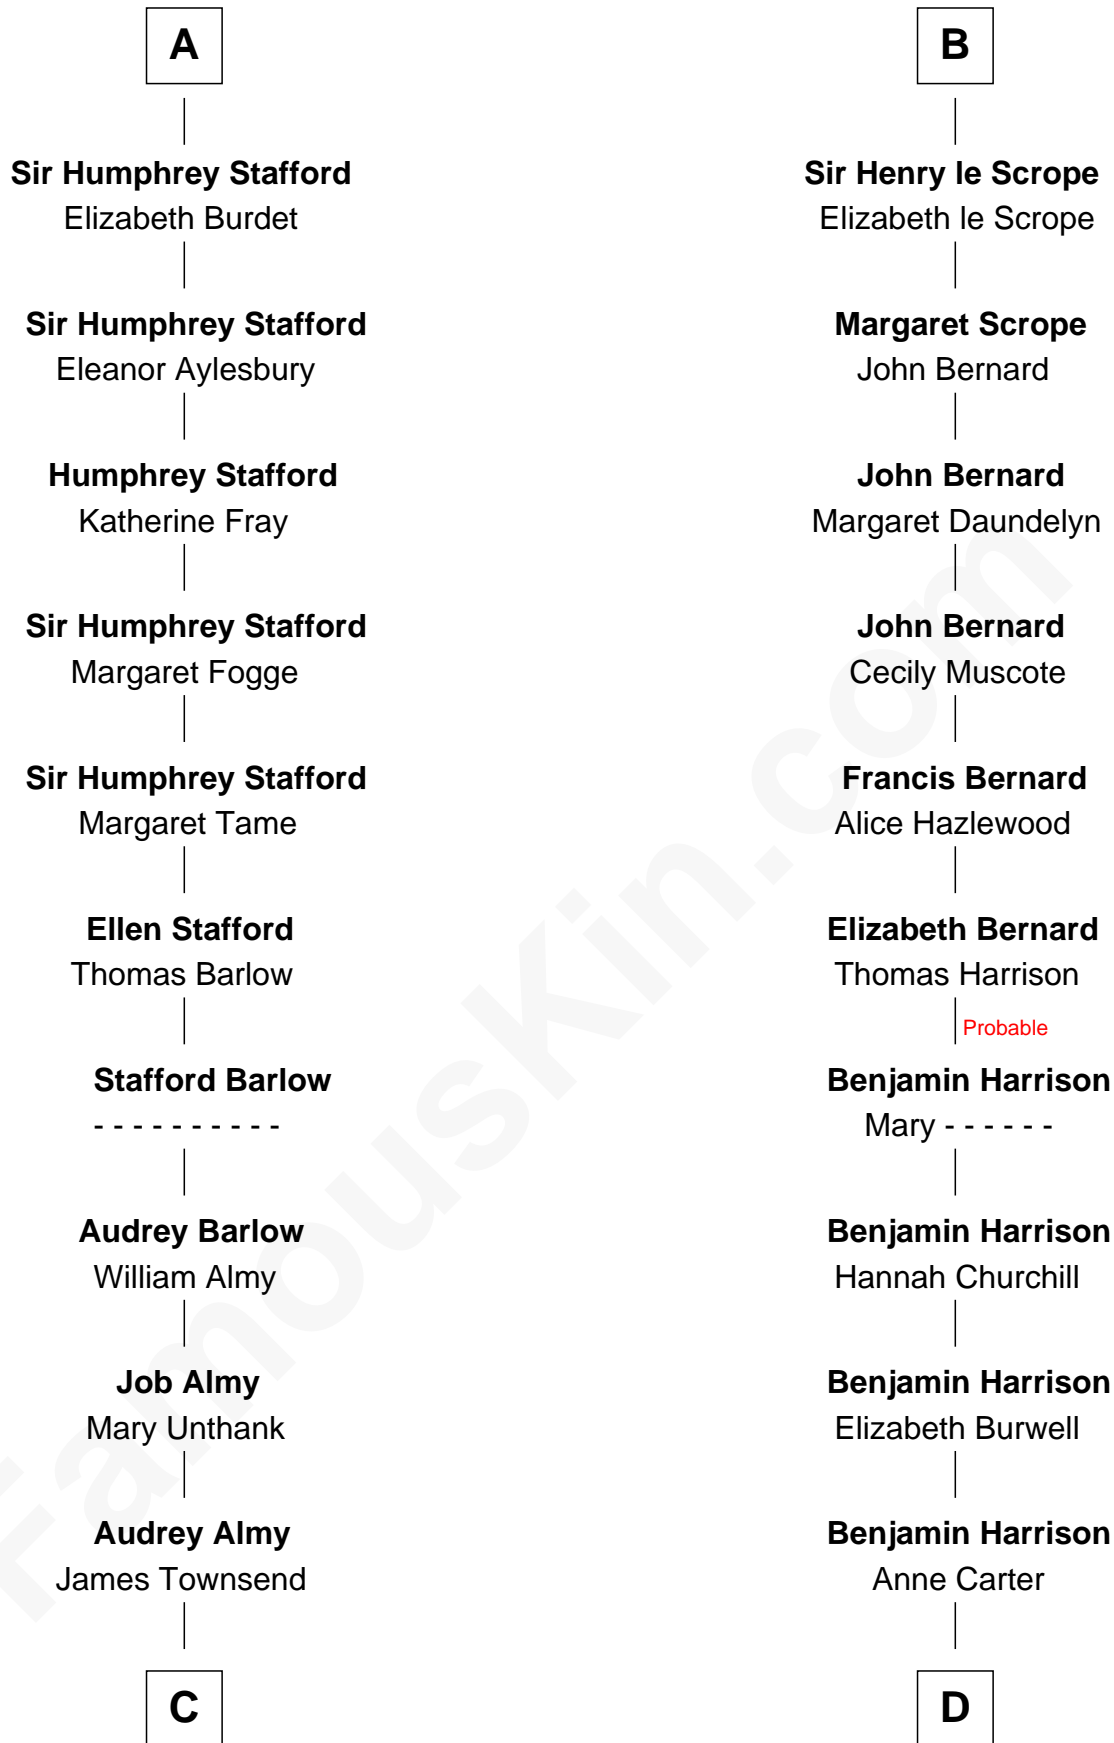 A
Sir Humphrey Stafford
Elizabeth Burdet
Sir Humphrey Stafford
Eleanor Aylesbury
Humphrey Stafford
Katherine Fray
Sir Humphrey Stafford
Margaret Fogge
Sir Humphrey Stafford
Margaret Tame
Ellen Stafford
Thomas Barlow
Stafford Barlow
- - - - - - - - - -
Audrey Barlow
William Almy
Job Almy
Mary Unthank
Audrey Almy
James Townsend
C
B
Sir Henry le Scrope
Elizabeth le Scrope
Margaret Scrope
John Bernard
John Bernard
Margaret Daundelyn
John Bernard
Cecily Muscote
Francis Bernard
Alice Hazlewood
Elizabeth Bernard
Thomas Harrison
Probable
Benjamin Harrison
Mary - - - - - -
Benjamin Harrison
Hannah Churchill
Benjamin Harrison
Elizabeth Burwell
Benjamin Harrison
Anne Carter
D
FamousKin.com